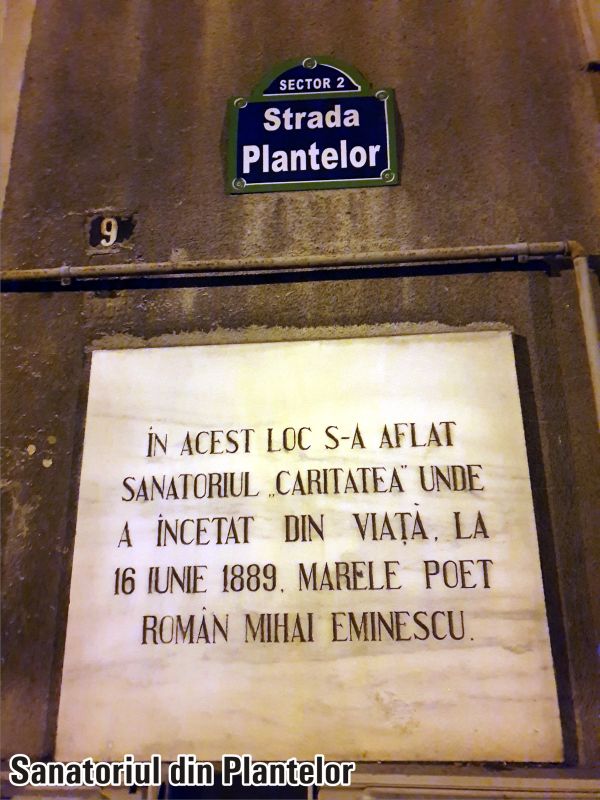 SECTOR 2
Strada
Plantelor
9
ÎN ACEST LOC S-A AFLAT
SANATORIUL „CARITATEA” UNDE
A ÎNCETAT DIN VIAȚĂ, LA
16 IUNIE 1889, MARELE POET
ROMÂN MIHAI EMINESCU.
Sanatoriul din Plantelor